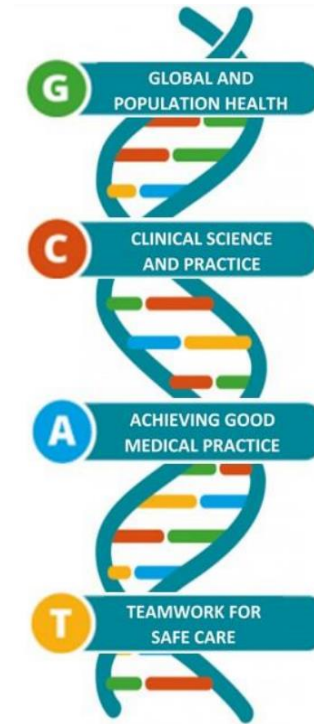 G
GLOBAL AND
POPULATION HEALTH
C
CLINICAL SCIENCE
AND PRACTICE
A
ACHIEVING GOOD
MEDICAL PRACTICE
T
TEAMWORK FOR
SAFE CARE